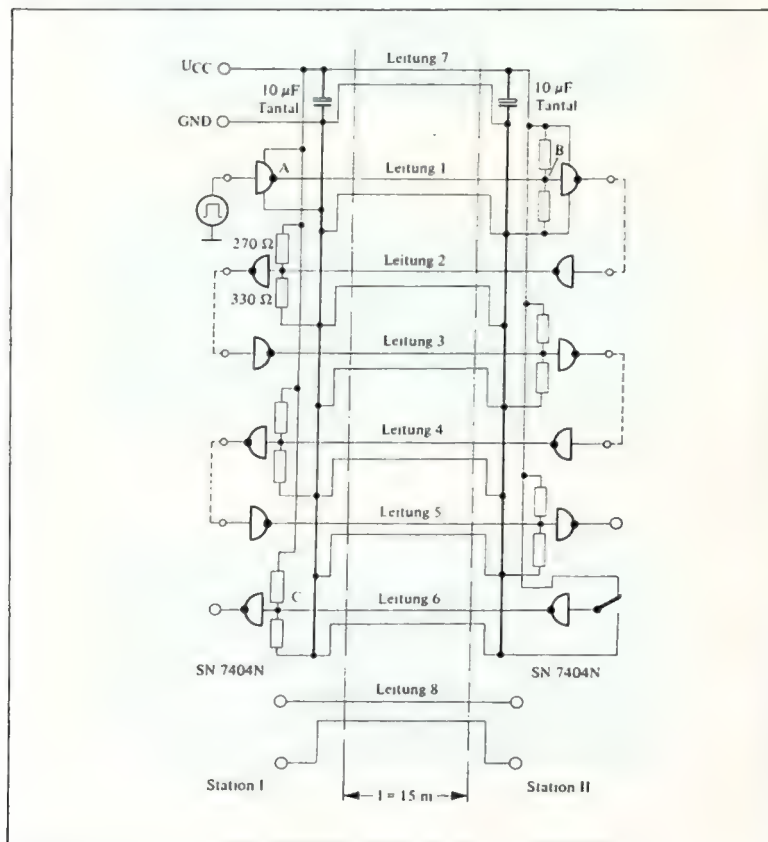 Leitung 7
UCC
10 µF
Tantal
10 µF
Tantal
GND
A
Leitung 1
B
270 Ω
Leitung 2
330 Ω
Leitung 3
Leitung 4
Leitung 5
C
Leitung 6
SN 7404N
SN 7404N
Leitung 8
Station I
Station II
l = 15 m